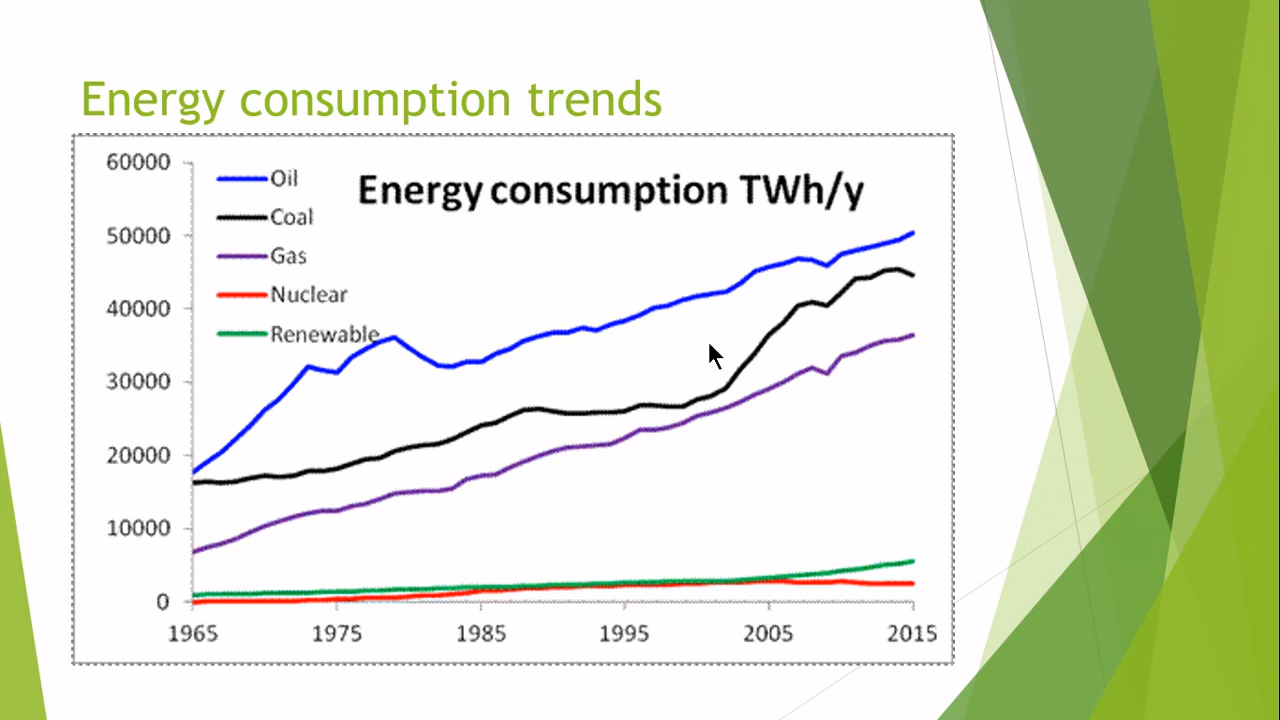 Energy consumption trends
Energy consumption TWh/y
Oil
Coal
Gas
Nuclear
Renewable
60000
50000
40000
30000
20000
10000
0
1965 1975 1985 1995 2005 2015